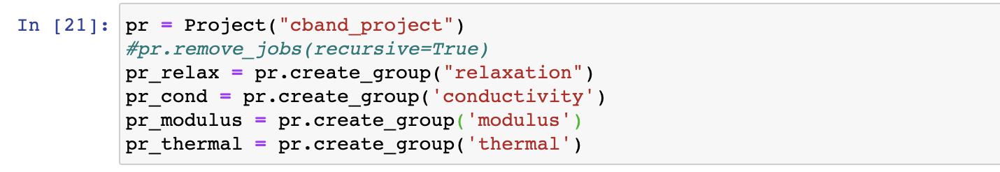 In [21]: pr = Project("cband_project")
#pr.remove_jobs(recursive=True)
pr_relax = pr.create_group("relaxation")
pr_cond = pr.create_group('conductivity')
pr_modulus = pr.create_group('modulus')
pr_thermal = pr.create_group('thermal')